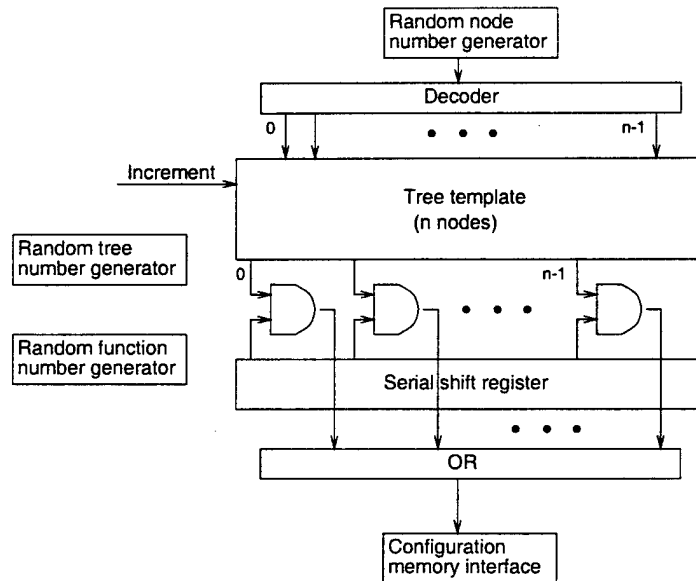 Random node
number generator
Decoder
0
n-1
Increment
Tree template
(n nodes)
Random tree
number generator
0
n-1
Random function
number generator
Serial shift register
OR
Configuration
memory interface